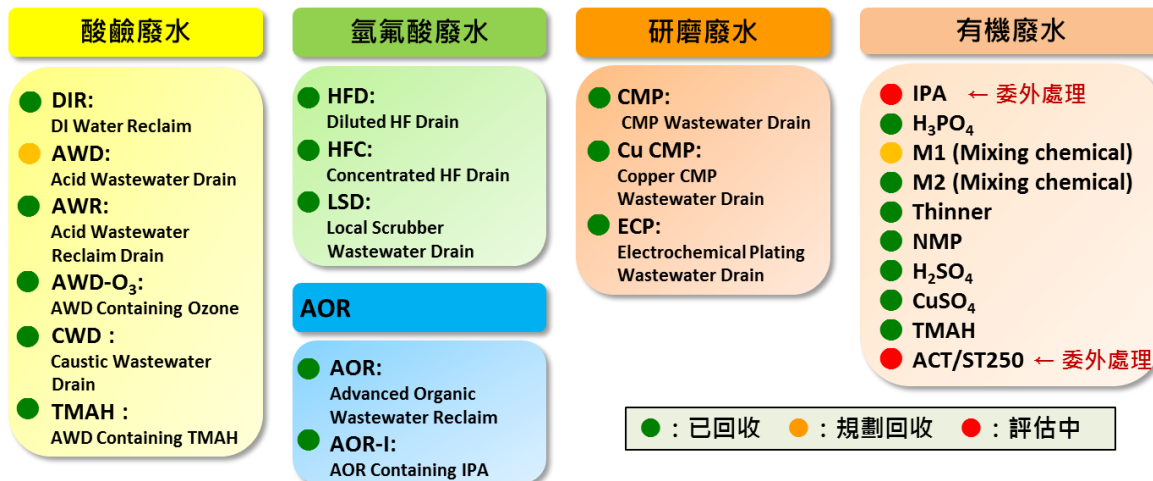 酸鹼廢水
DIR:
DI Water Reclaim
AWD:
Acid Wastewater Drain
AWR:
Acid Wastewater
Reclaim Drain
AWD-O₃:
AWD Containing Ozone
CWD：
Caustic Wastewater
Drain
TMAH：
AWD Containing TMAH
氫氟酸廢水
HFD:
Diluted HF Drain
HFC:
Concentrated HF Drain
LSD:
Local Scrubber
Wastewater Drain
AOR
AOR:
Advanced Organic
Wastewater Reclaim
AOR-I:
AOR Containing IPA
研磨廢水
CMP:
CMP Wastewater Drain
Cu CMP:
Copper CMP
Wastewater Drain
ECP:
Electrochemical Plating
Wastewater Drain
有機廢水
IPA ← 委外處理
H₃PO₄
M1 (Mixing chemical)
M2 (Mixing chemical)
Thinner
NMP
H₂SO₄
CuSO₄
TMAH
ACT/ST250 ← 委外處理
：已回收 ：規劃回收 ：評估中